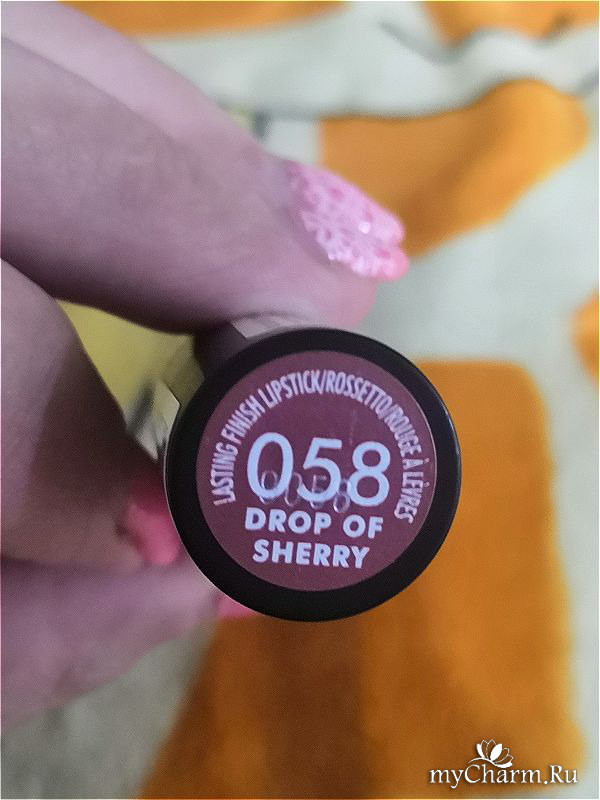 LASTING FINISH LIPSTICK/ROSSETTO/ROUGE À LÈVRES
058
DROP OF
SHERRY
myCharm.Ru